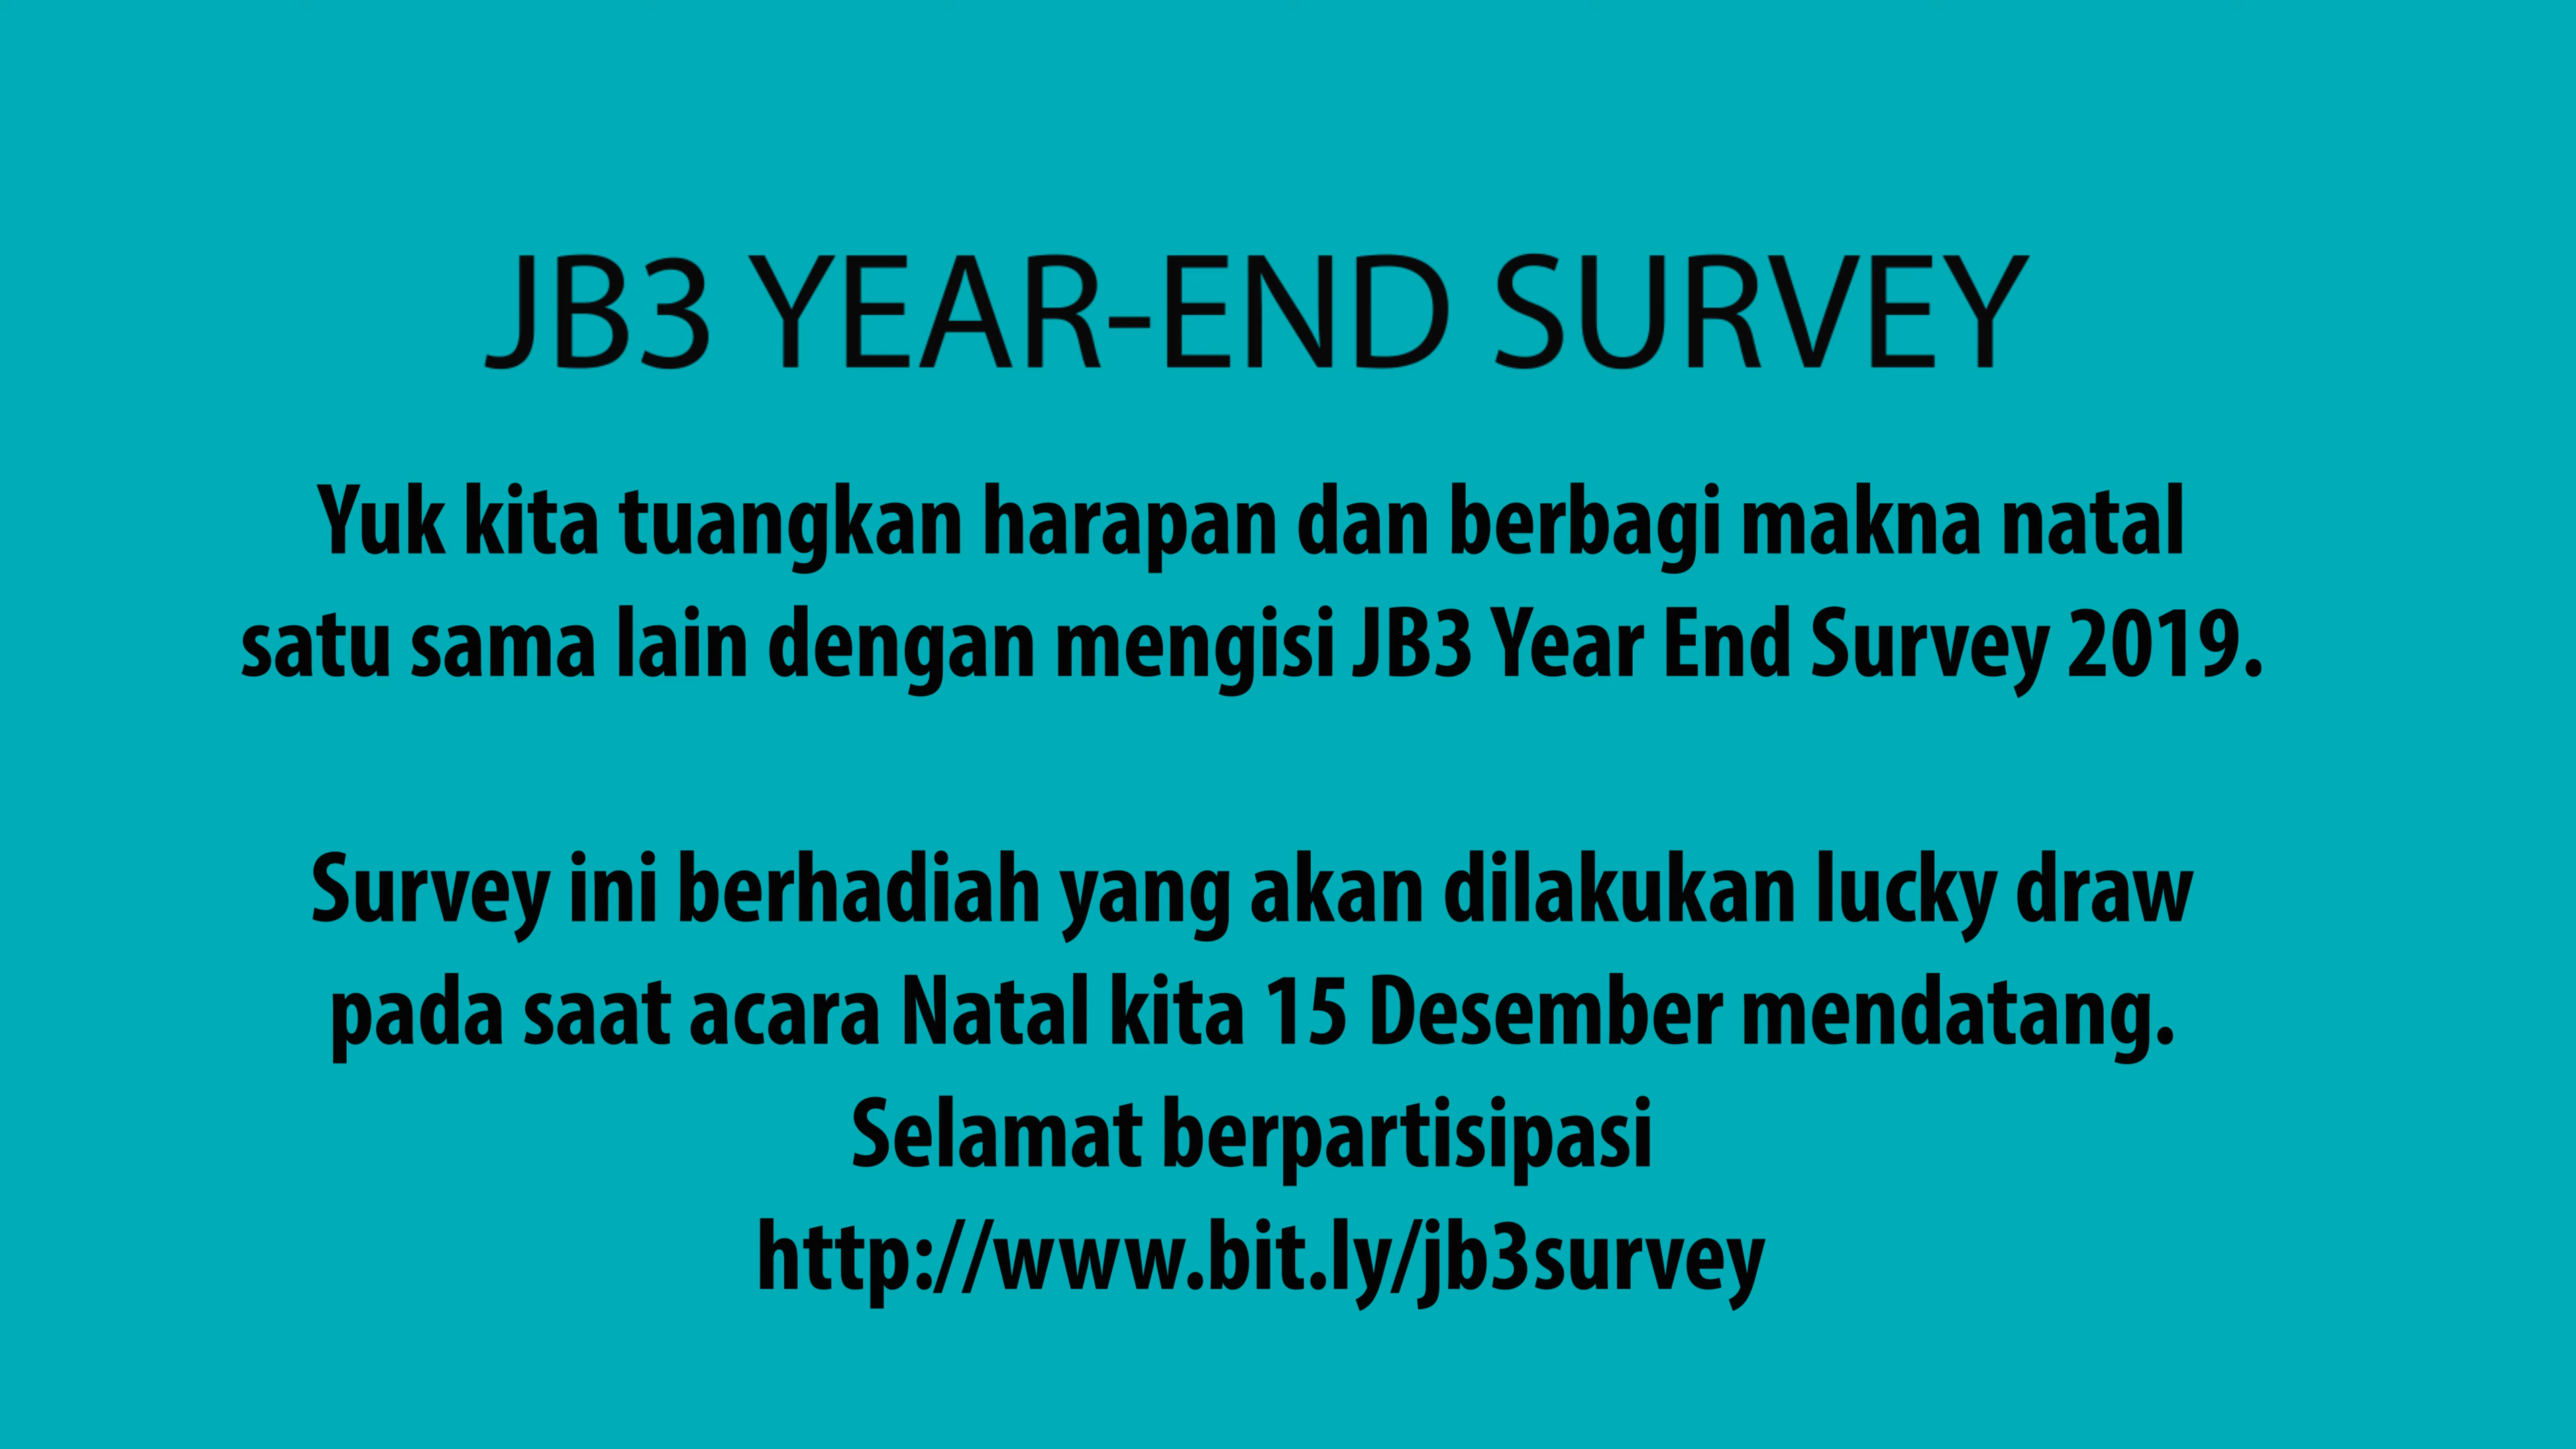 JB3 YEAR-END SURVEY
Yuk kita tuangkan harapan dan berbagi makna natal
satu sama lain dengan mengisi JB3 Year End Survey 2019.
Survey ini berhadiah yang akan dilakukan lucky draw
pada saat acara Natal kita 15 Desember mendatang.
Selamat berpartisipasi
http://www.bit.ly/jb3survey